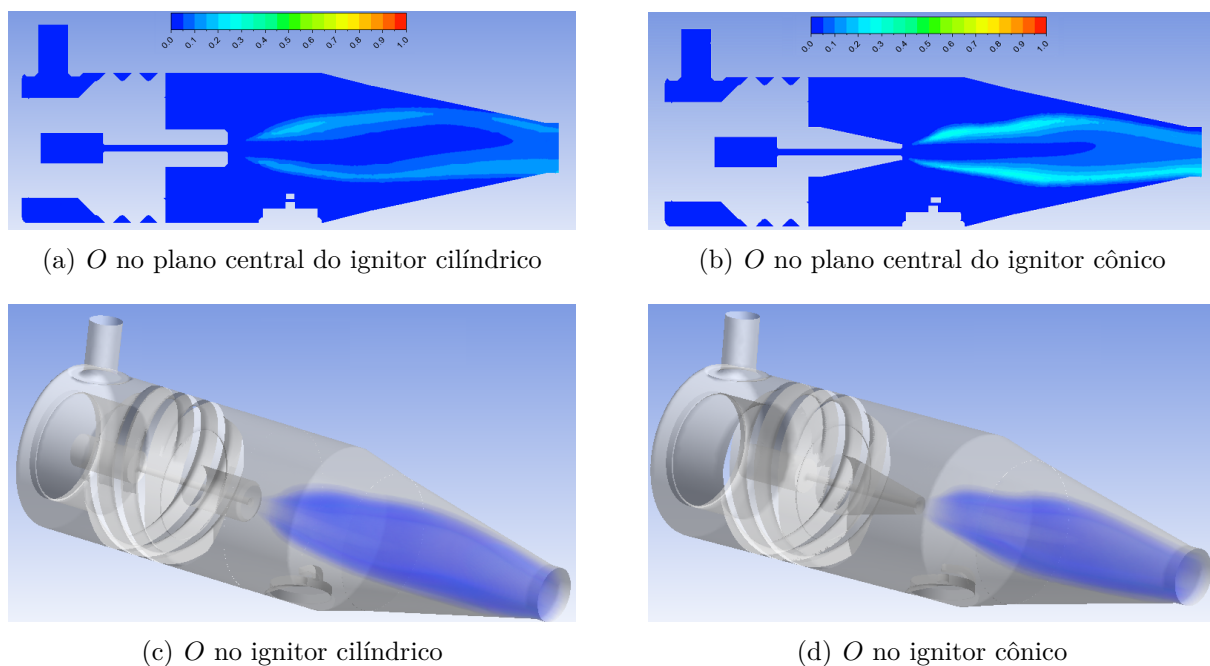 0.0 0.1 0.2 0.3 0.4 0.5 0.6 0.7 0.8 0.9 1.0
0.0 0.1 0.2 0.3 0.4 0.5 0.6 0.7 0.8 0.9 1.0
(a) O no plano central do ignitor cilíndrico
(b) O no plano central do ignitor cônico
(c) O no ignitor cilíndrico
(d) O no ignitor cônico